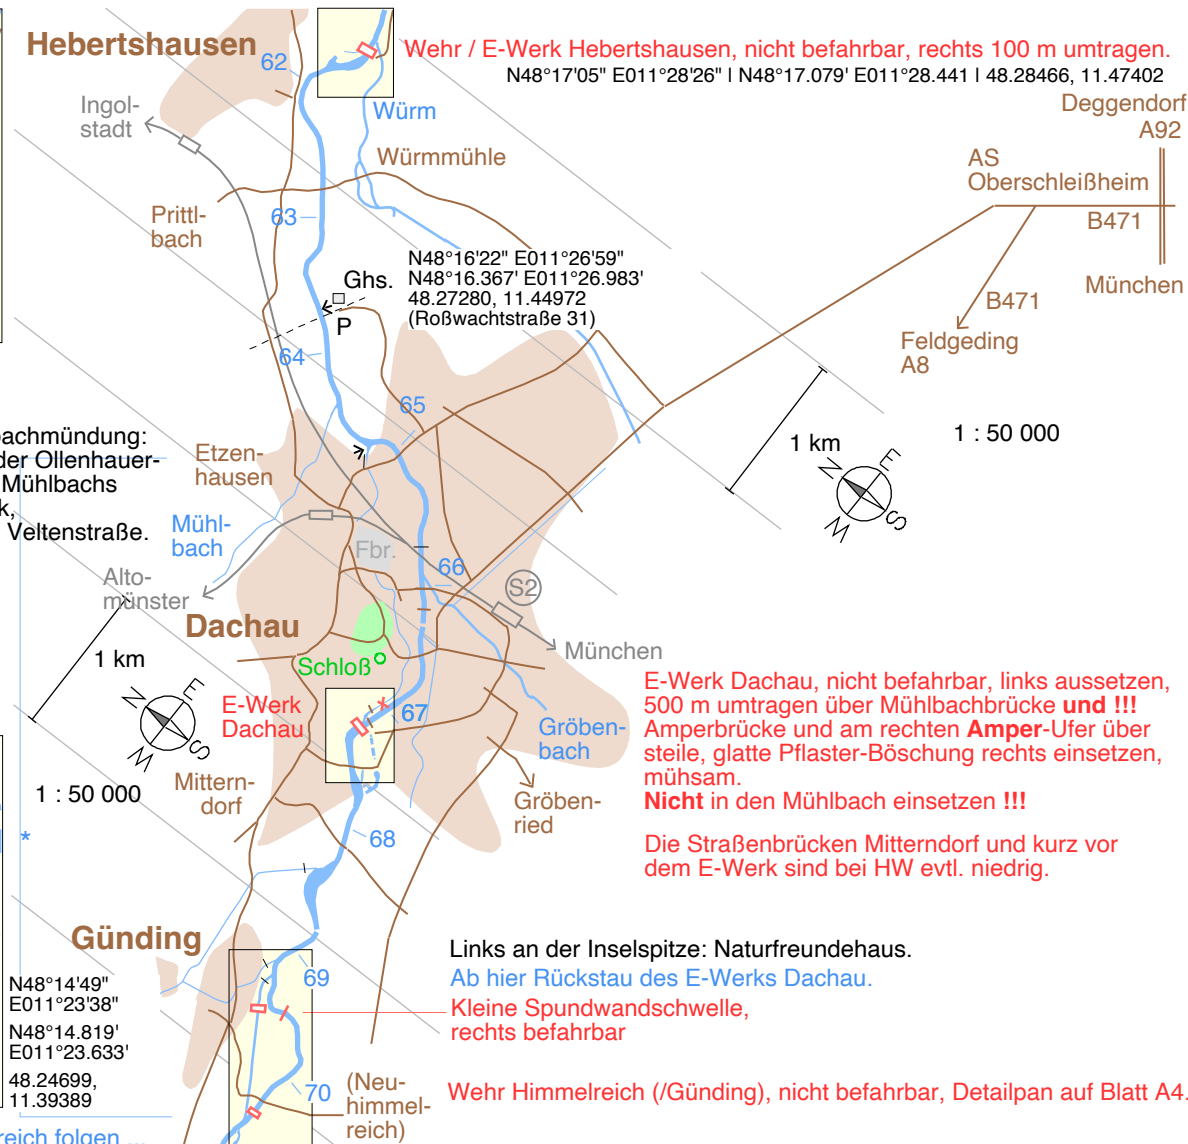 Hebertshausen
62
Wehr / E-Werk Hebertshausen, nicht befahrbar, rechts 100 m umtragen.
N48°17'05" E011°28'26" | N48°17.079' E011°28.441 | 48.28466, 11.47402
Ingol-
stadt
Würm
Würmmühle
Deggendorf
A92
AS
Oberschleißheim
B471
München
B471
Feldgeding
A8
Prittl-
bach
63
Ghs.
P
N48°16'22" E011°26'59"
N48°16.367' E011°26.983'
48.27280, 11.44972
(Roßwachtstraße 31)
64
65
1 km
1 : 50 000
N
E
S
W
bachmündung:
der Ollenhauer-
Mühlbachs
k,
Veltenstraße.
Etzen-
hausen
Mühl-
bach
Fbr.
66
S2
Alto-
münster
Dachau
München
1 km
Schloß
N
E
S
W
1 : 50 000
E-Werk
Dachau
67
Gröben-
bach
E-Werk Dachau, nicht befahrbar, links aussetzen,
500 m umtragen über Mühlbachbrücke und !!!
Amperbrücke und am rechten Amper-Ufer über
steile, glatte Pflaster-Böschung rechts einsetzen,
mühsam.
Nicht in den Mühlbach einsetzen !!!
Die Straßenbrücken Mitterndorf und kurz vor
dem E-Werk sind bei HW evtl. niedrig.
Mittern-
dorf
Gröben-
ried
*
68
Günding
69
Links an der Inselspitze: Naturfreundehaus.
Ab hier Rückstau des E-Werks Dachau.
Kleine Spundwandschwelle,
rechts befahrbar
N48°14'49"
E011°23'38"
N48°14.819'
E011°23.633'
48.24699,
11.39389
70
(Neu-
himmel-
reich)
Wehr Himmelreich (/Günding), nicht befahrbar, Detailpan auf Blatt A4.
reich folgen ...